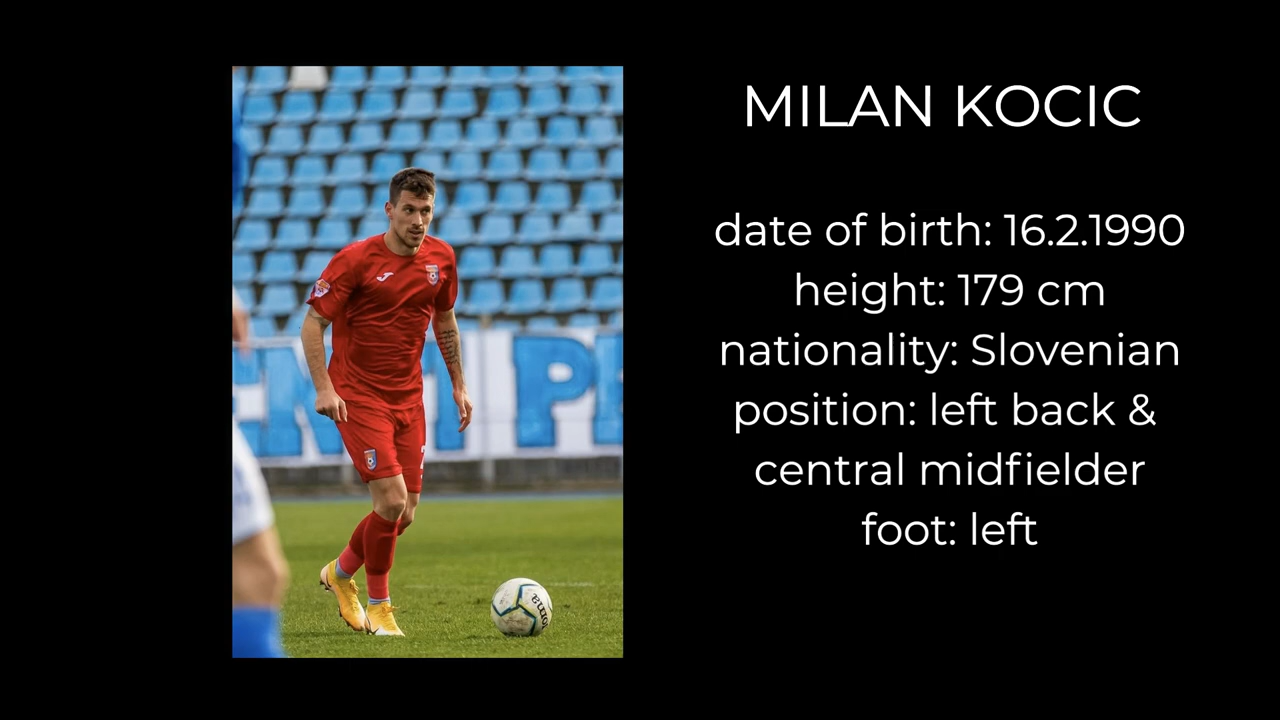 MILAN KOCIC
date of birth: 16.2.1990
height: 179 cm
nationality: Slovenian
position: left back &
central midfielder
foot: left
joma